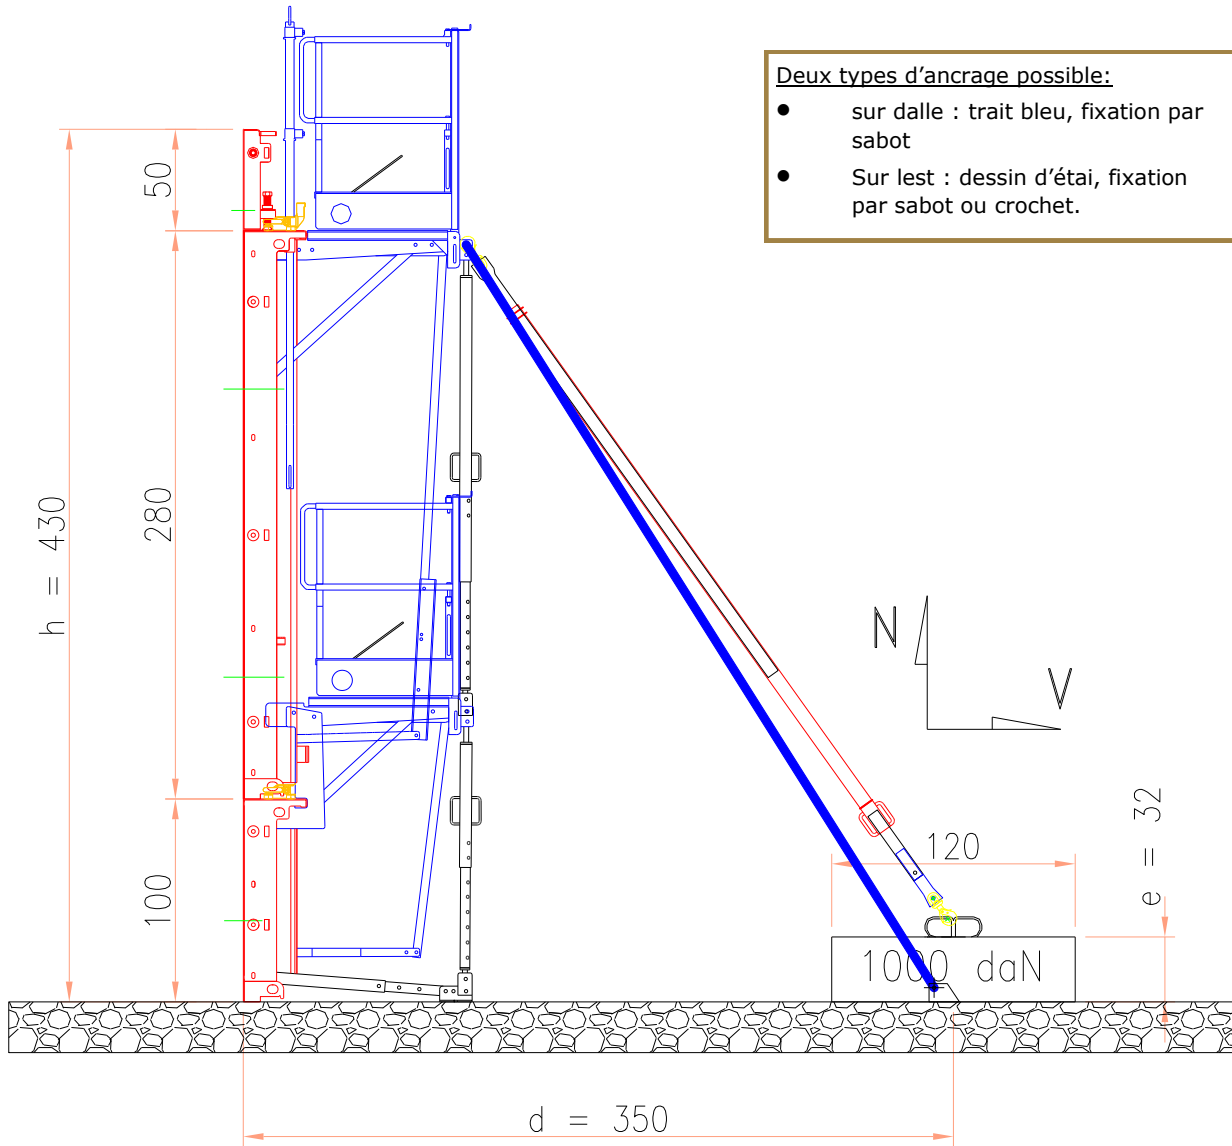 Deux types d’ancrage possible:
● sur dalle : trait bleu, fixation par
sabot
● Sur lest : dessin d’étai, fixation
par sabot ou crochet.
50
280
h = 430
100
N
V
120
e = 32
1000 daN
d = 350